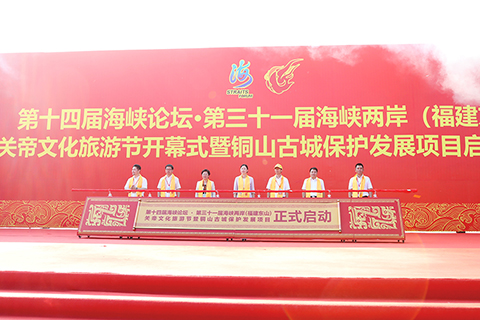 海
STRAITS
第十四届海峡论坛·第三十一届海峡两岸（福建
关帝文化旅游节开幕式暨铜山古城保护发展项目启
第十四届海峡论坛·第三十一届海峡两岸(福建东山)
关帝文化旅游节暨铜山古城保护发展项目
正式启动